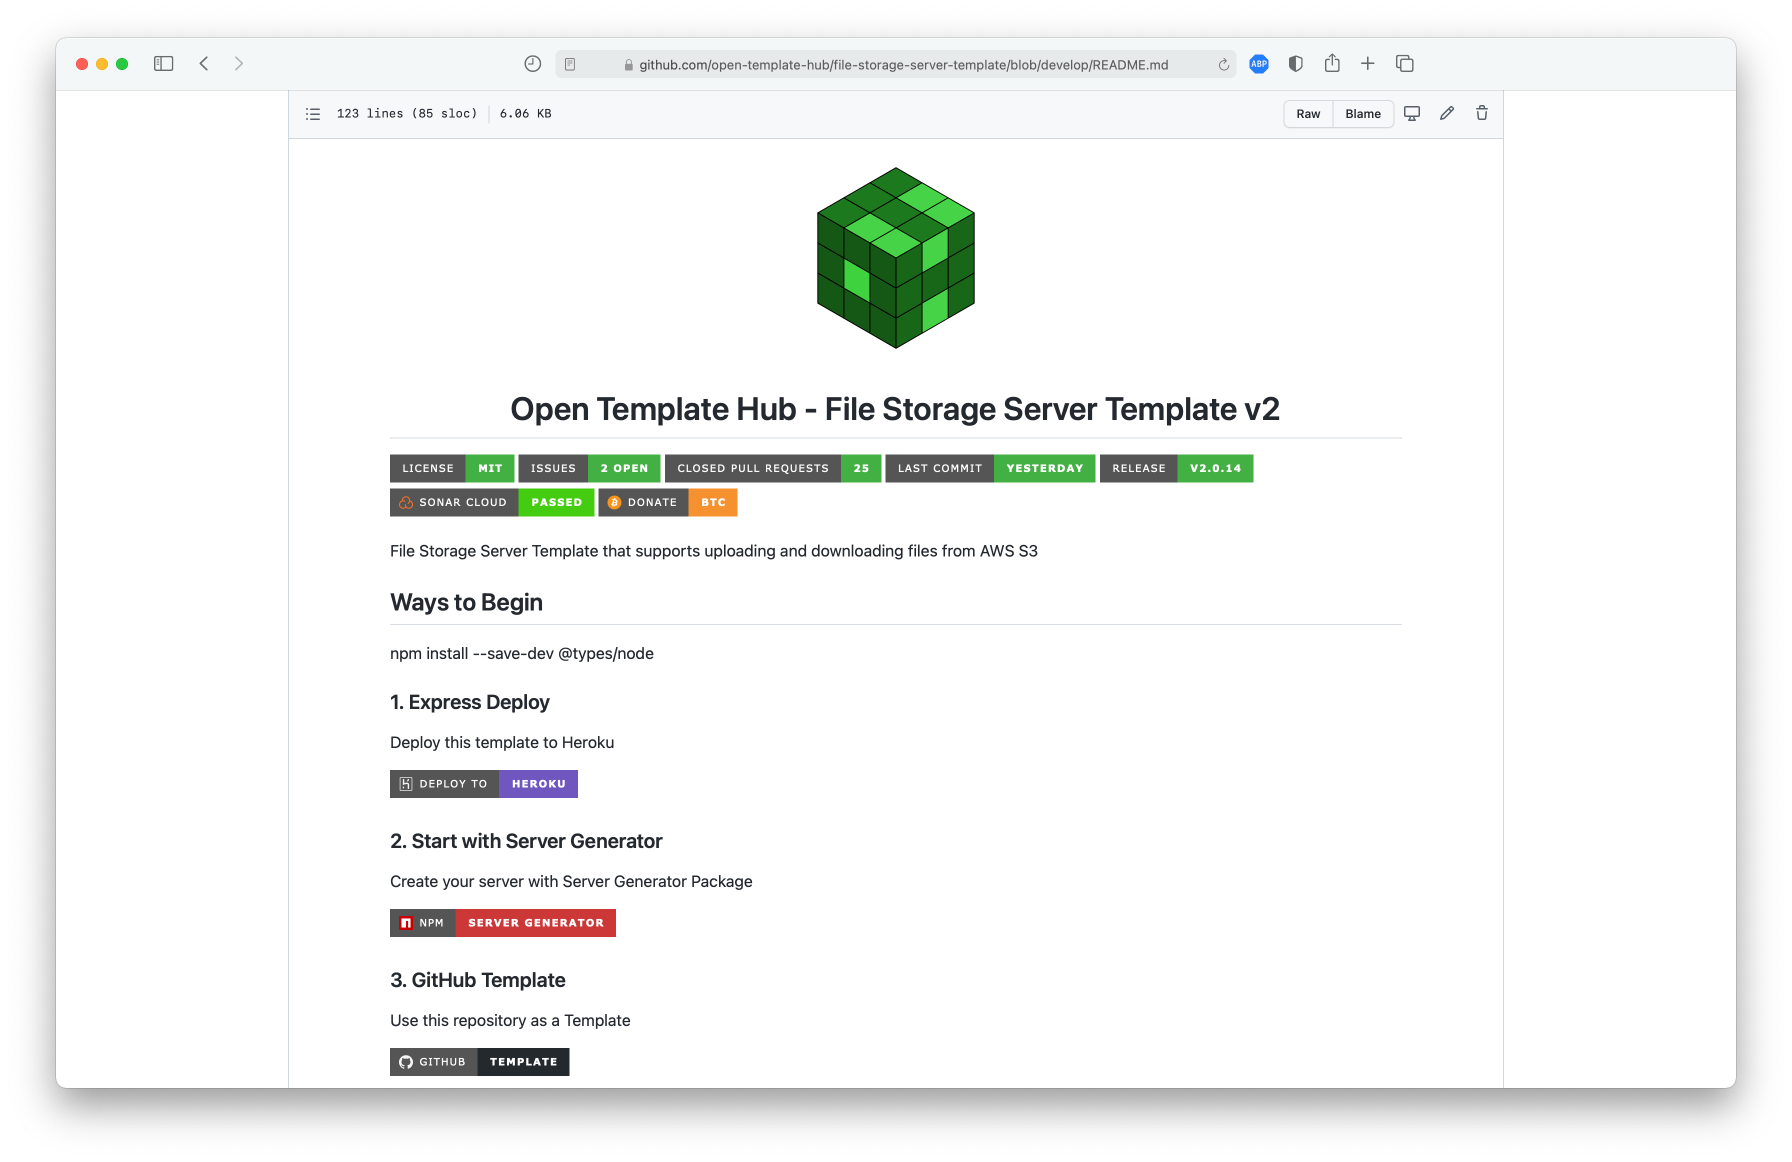 github.com/open-template-hub/file-storage-server-template/blob/develop/README.md
ABP
123 lines (85 sloc) 6.06 KB
Raw Blame
Open Template Hub - File Storage Server Template v2
LICENSE MIT ISSUES 2 OPEN CLOSED PULL REQUESTS 25 LAST COMMIT YESTERDAY RELEASE V2.0.14
SONAR CLOUD PASSED DONATE BTC
File Storage Server Template that supports uploading and downloading files from AWS S3
Ways to Begin
npm install --save-dev @types/node
1. Express Deploy
Deploy this template to Heroku
DEPLOY TO HEROKU
2. Start with Server Generator
Create your server with Server Generator Package
NPM SERVER GENERATOR
3. GitHub Template
Use this repository as a Template
GITHUB TEMPLATE